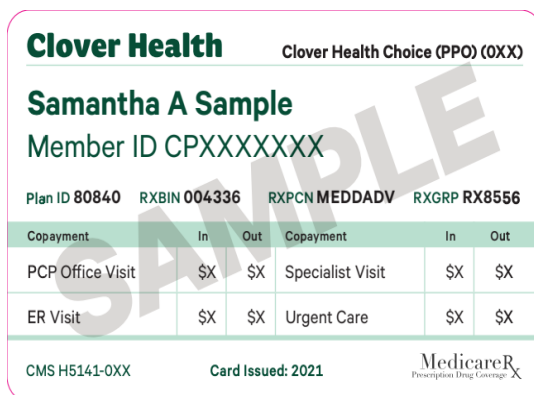 Clover Health
Clover Health Choice (PPO) (0XX)
Samantha A Sample
Member ID CPXXXXXXX
Plan ID 80840 RXBIN 004336 RXPCN MEDDADV RXGRP RX8556
Copayment In Out Copayment In Out
PCP Office Visit $X $X Specialist Visit $X $X
ER Visit $X $X Urgent Care $X $X
CMS H5141-0XX Card Issued: 2021 MedicareRx
Prescription Drug Coverage
SAMPLE